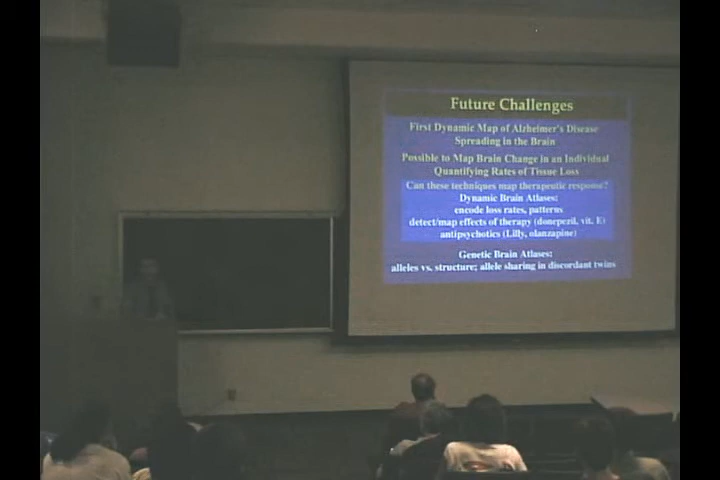 Future Challenges
First Dynamic Map of Alzheimer's Disease
Spreading in the Brain
Possible to Map Brain Change in an Individual
Quantifying Rates of Tissue Loss
Can these techniques map therapeutic response?
Dynamic Brain Atlases:
encode loss rates, patterns
detect/map effects of therapy (donepezil, vit. E)
antipsychotics (Lilly, olanzapine)
Genetic Brain Atlases:
alleles vs. structure; allele sharing in discordant twins